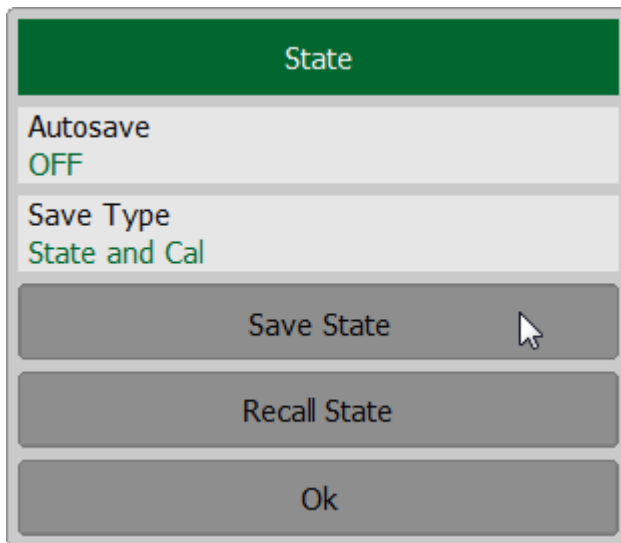 State
Autosave
OFF
Save Type
State and Cal
Save State
Recall State
Ok